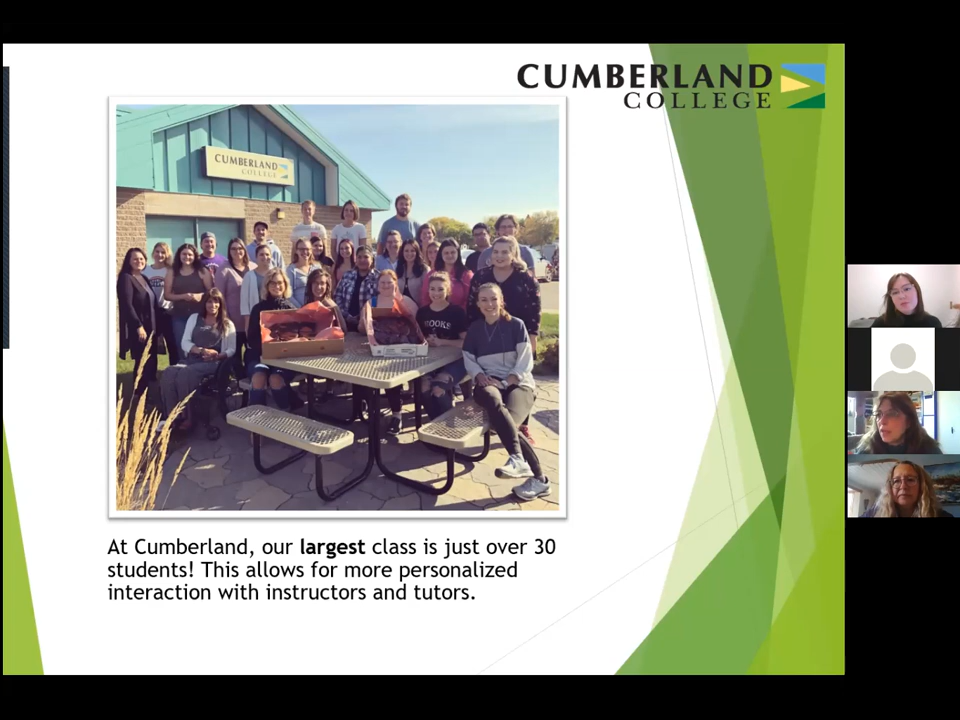 CUMBERLAND
COLLEGE
CUMBERLAND
COLLEGE
At Cumberland, our largest class is just over 30
students! This allows for more personalized
interaction with instructors and tutors.